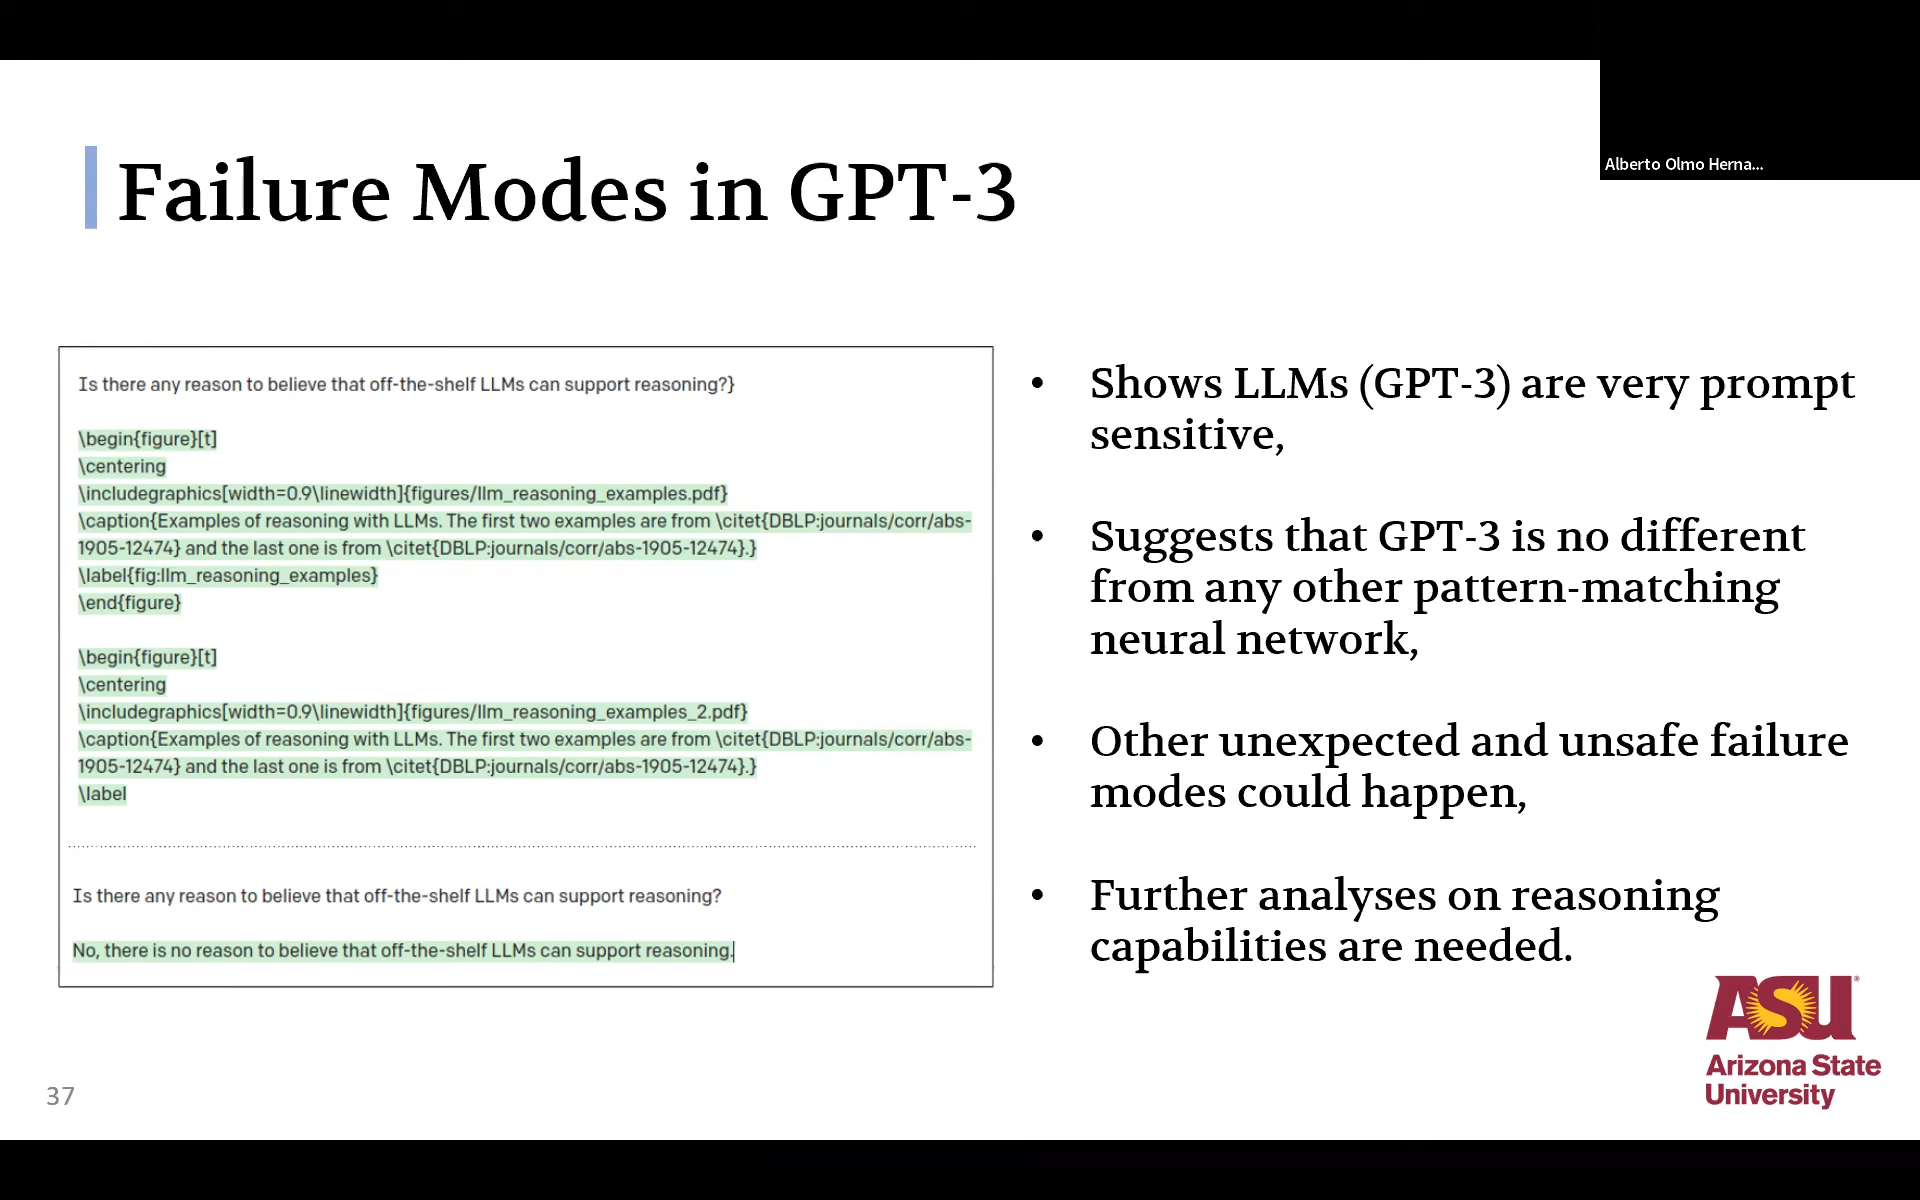 Alberto Olmo Herna...
Failure Modes in GPT-3
Is there any reason to believe that off-the-shelf LLMs can support reasoning?}
\begin{figure}[t]
\centering
\includegraphics[width=0.9\linewidth]{figures/llm_reasoning_examples.pdf}
\caption{Examples of reasoning with LLMs. The first two examples are from \citet{DBLP:journals/corr/abs-
1905-12474} and the last one is from \citet{DBLP:journals/corr/abs-1905-12474}.}
\label{fig:llm_reasoning_examples}
\end{figure}
\begin{figure}[t]
\centering
\includegraphics[width=0.9\linewidth]{figures/llm_reasoning_examples_2.pdf}
\caption{Examples of reasoning with LLMs. The first two examples are from \citet{DBLP:journals/corr/abs-
1905-12474} and the last one is from \citet{DBLP:journals/corr/abs-1905-12474}.}
\label
Is there any reason to believe that off-the-shelf LLMs can support reasoning?
No, there is no reason to believe that off-the-shelf LLMs can support reasoning.
• Shows LLMs (GPT-3) are very prompt
sensitive,
• Suggests that GPT-3 is no different
from any other pattern-matching
neural network,
• Other unexpected and unsafe failure
modes could happen,
• Further analyses on reasoning
capabilities are needed.
ASU®
Arizona State
University
37